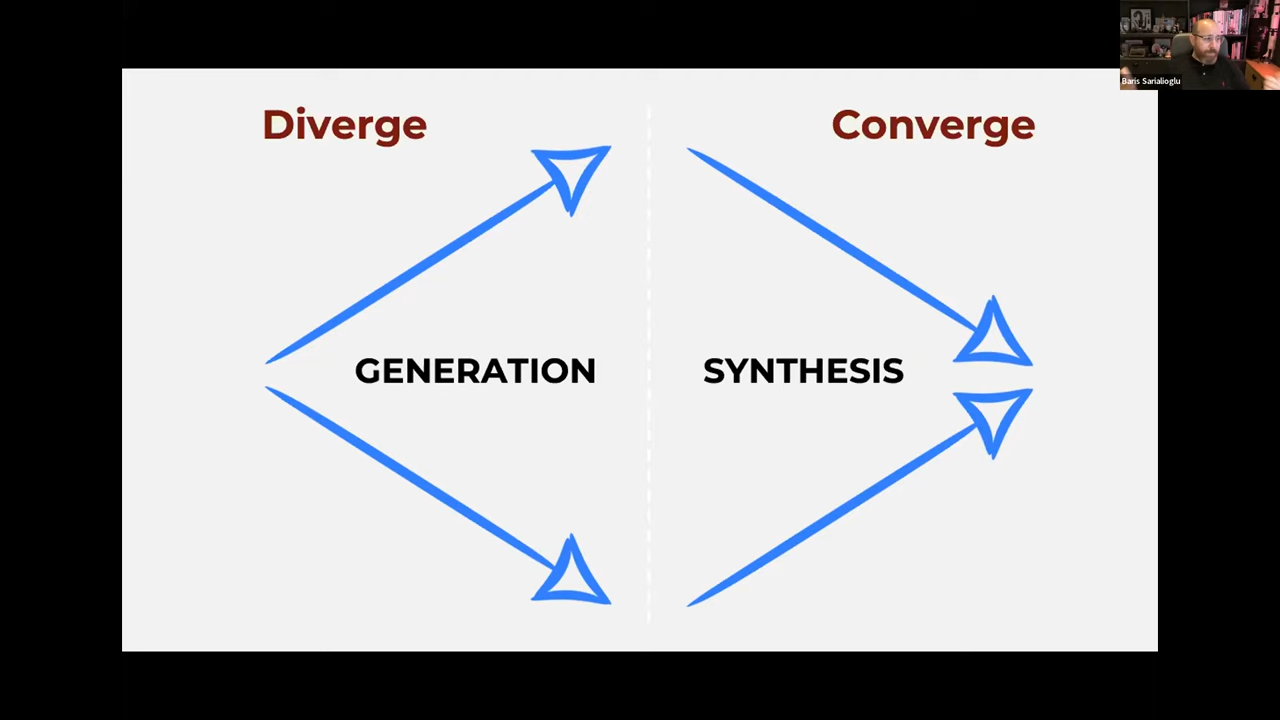 Baris Sarialioglu
Diverge
Converge
GENERATION
SYNTHESIS